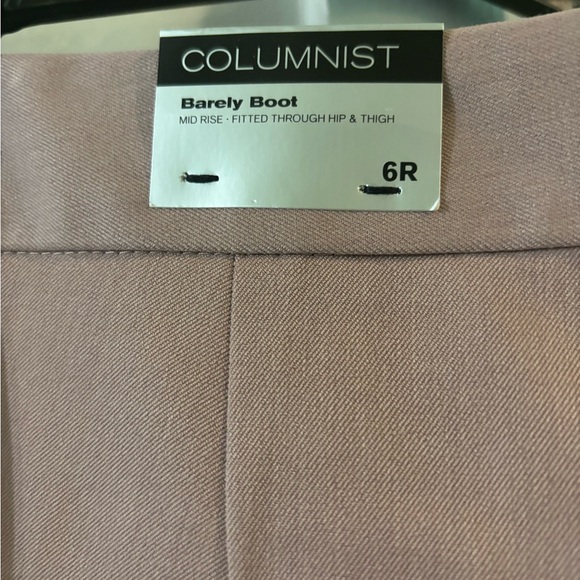 COLUMNIST
Barely Boot
MID RISE · FITTED THROUGH HIP & THIGH
6R